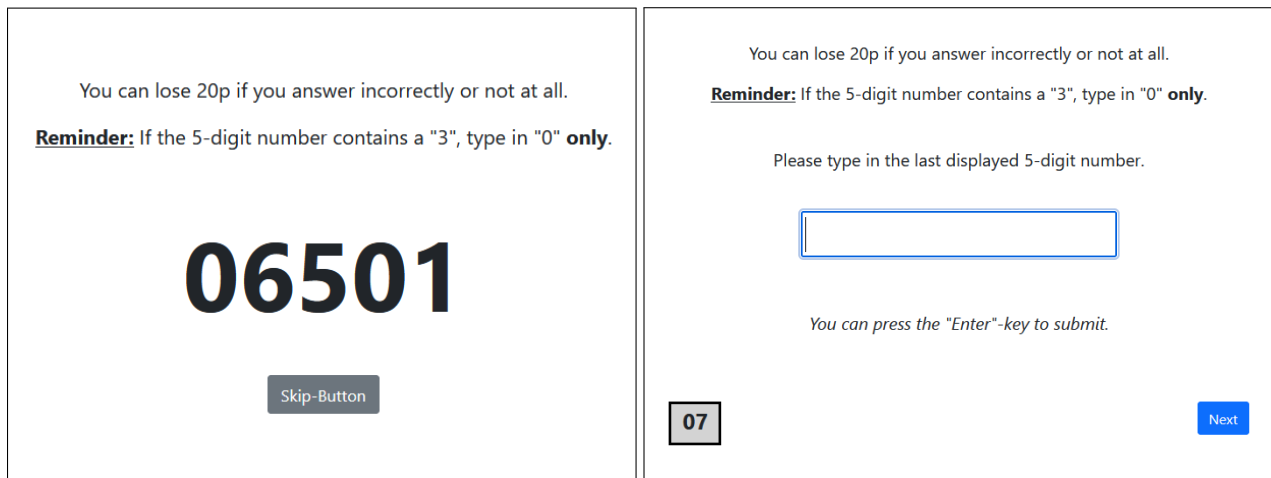 You can lose 20p if you answer incorrectly or not at all.
Reminder: If the 5-digit number contains a "3", type in "0" only.
06501
Skip-Button
You can lose 20p if you answer incorrectly or not at all.
Reminder: If the 5-digit number contains a "3", type in "0" only.
Please type in the last displayed 5-digit number.
You can press the "Enter"-key to submit.
07
Next